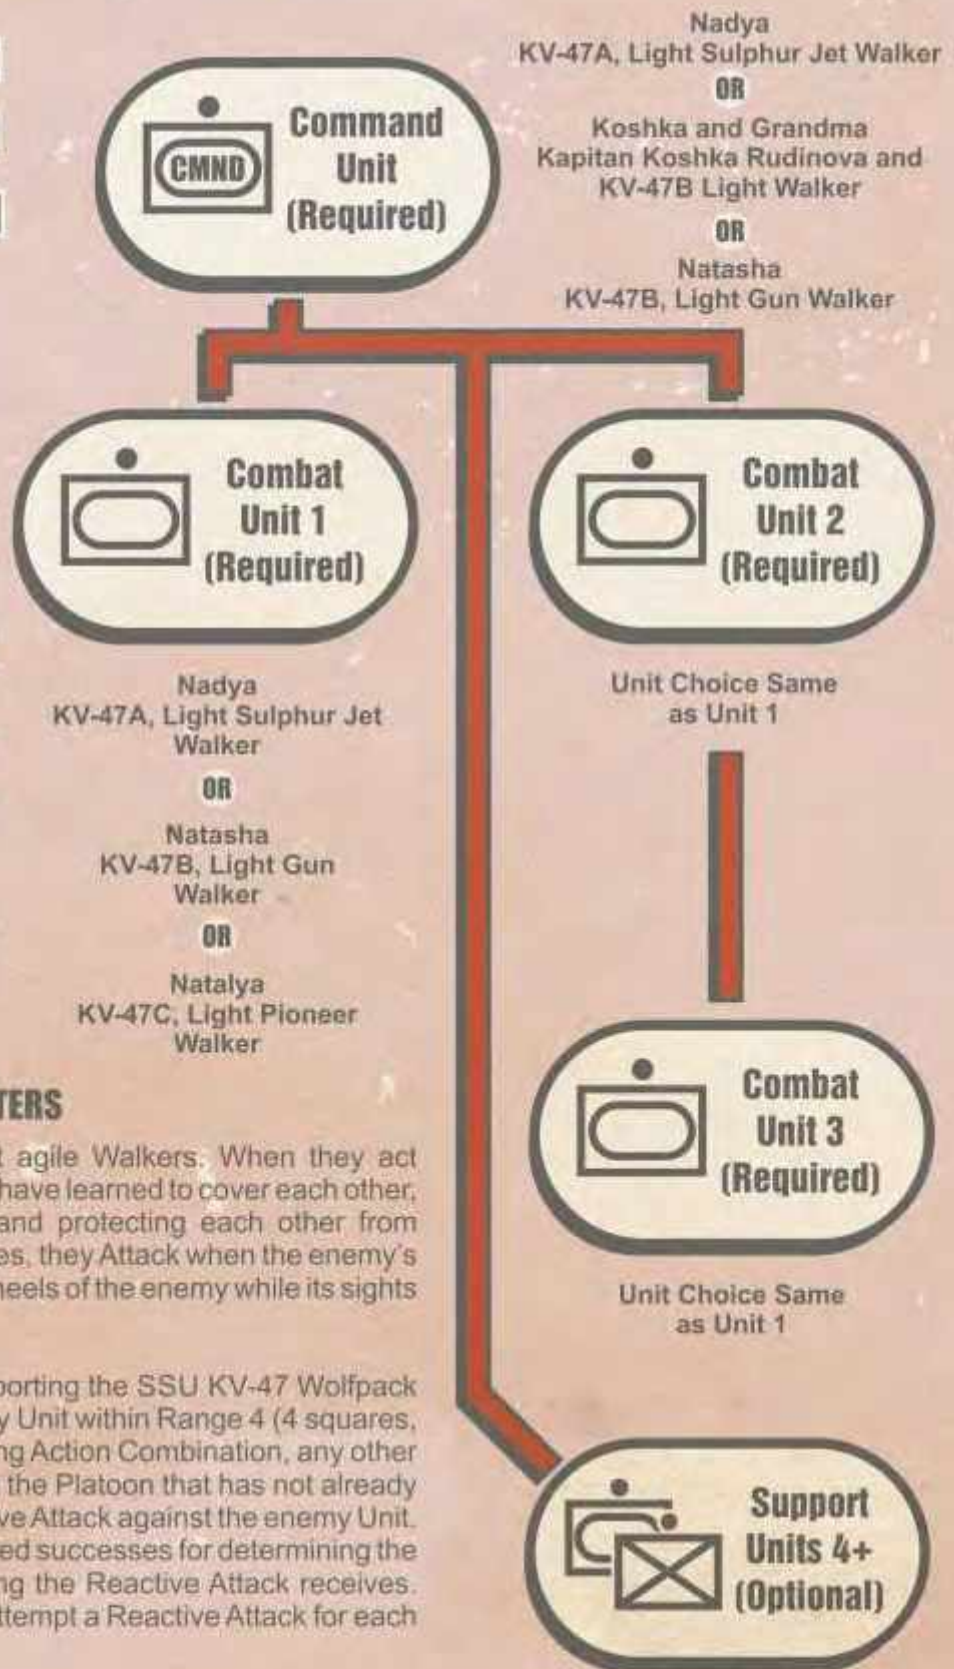 Nadya
KV-47A, Light Sulphur Jet Walker
OR
Koshka and Grandma
Kapitan Koshka Rudinova and
KV-47B Light Walker
OR
Natasha
KV-47B, Light Gun Walker
CMND
Command
Unit
(Required)
Combat
Unit 1
(Required)
Combat
Unit 2
(Required)
Nadya
KV-47A, Light Sulphur Jet
Walker
OR
Natasha
KV-47B, Light Gun
Walker
OR
Natalya
KV-47C, Light Pioneer
Walker
Unit Choice Same
as Unit 1
Combat
Unit 3
(Required)
Unit Choice Same
as Unit 1
TERS
agile Walkers. When they act
have learned to cover each other,
and protecting each other from
es, they Attack when the enemy's
heels of the enemy while its sights
porting the SSU KV-47 Wolfpack
y Unit within Range 4 (4 squares,
ng Action Combination, any other
the Platoon that has not already
ve Attack against the enemy Unit.
ed successes for determining the
ng the Reactive Attack receives.
ttempt a Reactive Attack for each
Support
Units 4+
(Optional)